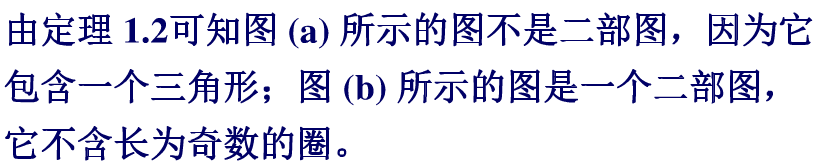 由定理 1.2可知图 (a) 所示的图不是二部图，因为它
包含一个三角形；图 (b) 所示的图是一个二部图，
它不含长为奇数的圈。